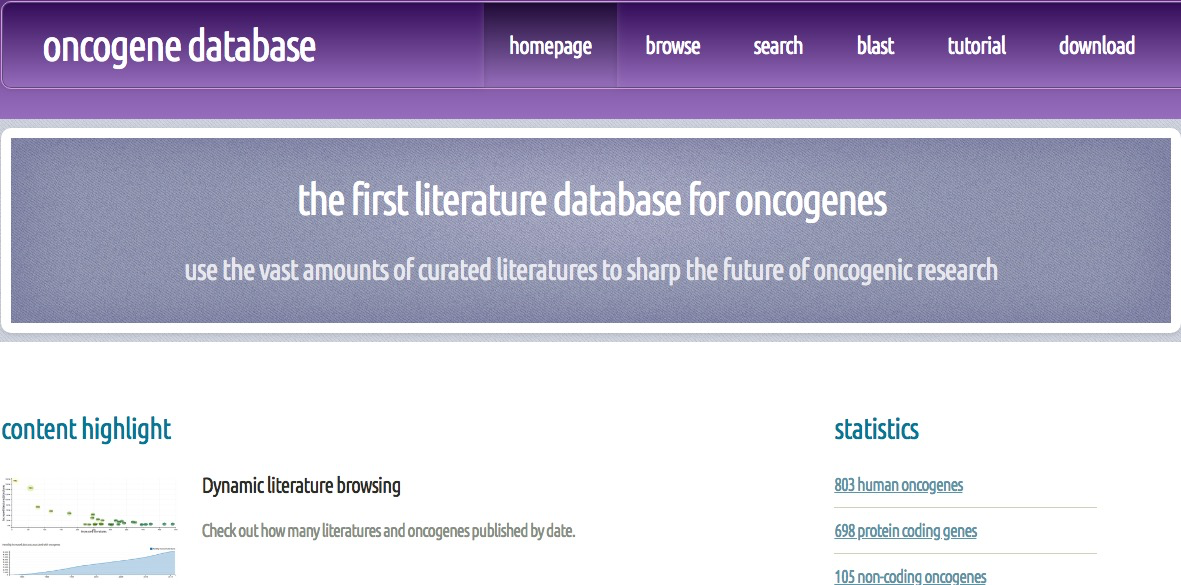 oncogene database
homepage browse search blast tutorial download
the first literature database for oncogenes
use the vast amounts of curated literatures to sharp the future of oncogenic research
content highlight
Dynamic literature browsing
Check out how many literatures and oncogenes published by date.
statistics
803 human oncogenes
698 protein coding genes
105 non-coding oncogenes